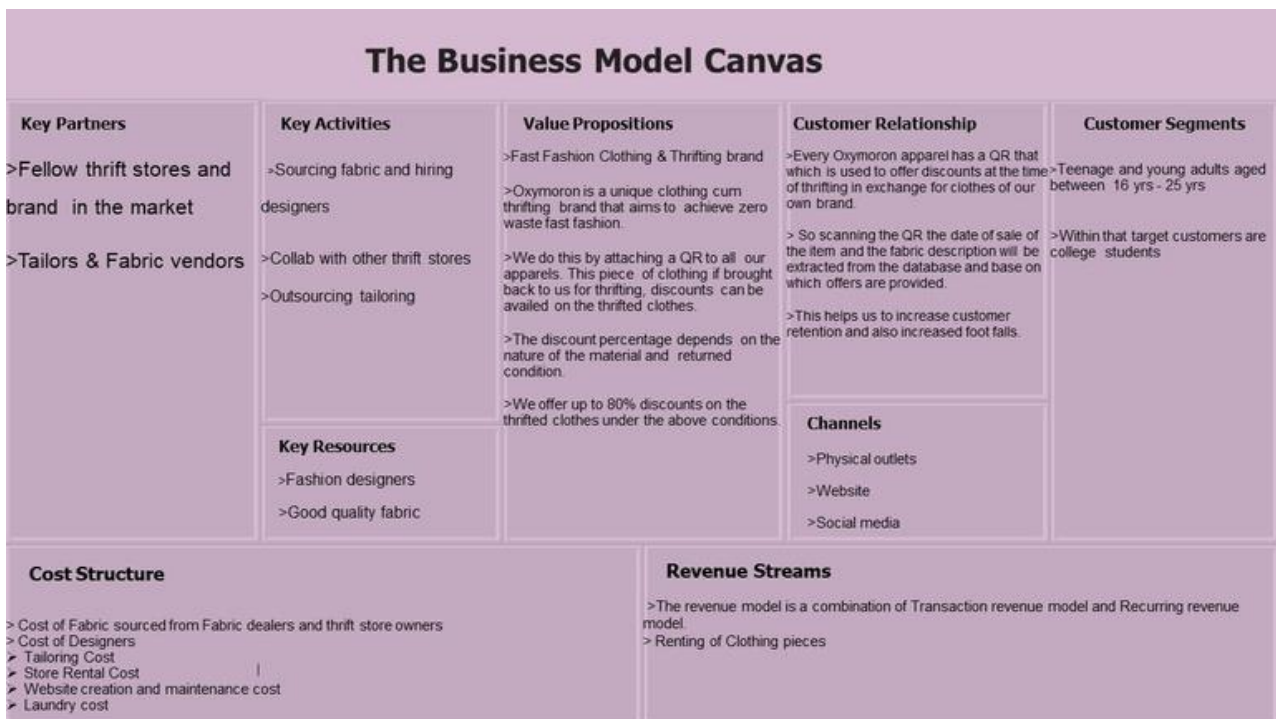 The Business Model Canvas
Key Partners
>Fellow thrift stores and
brand in the market
>Tailors & Fabric vendors
Key Activities
>Sourcing fabric and hiring
designers
>Collab with other thrift stores
>Outsourcing tailoring
Key Resources
>Fashion designers
>Good quality fabric
Value Propositions
>Fast Fashion Clothing & Thrifting brand
>Oxymoron is a unique clothing cum
thrifting brand that aims to achieve zero
waste fast fashion.
>We do this by attaching a QR to all our
apparels. This piece of clothing if brought
back to us for thrifting, discounts can be
availed on the thrifted clothes.
>The discount percentage depends on the
nature of the material and returned
condition.
>We offer up to 80% discounts on the
thrifted clothes under the above conditions.
Customer Relationship
>Every Oxymoron apparel has a QR that
which is used to offer discounts at the time
of thrifting in exchange for clothes of our
own brand.
> So scanning the QR the date of sale of
the item and the fabric description will be
extracted from the database and base on
which offers are provided.
>This helps us to increase customer
retention and also increased foot falls.
Channels
>Physical outlets
>Website
>Social media
Customer Segments
>Teenage and young adults aged
between 16 yrs - 25 yrs
>Within that target customers are
college students
Cost Structure
> Cost of Fabric sourced from Fabric dealers and thrift store owners
> Cost of Designers
➢ Tailoring Cost
➢ Store Rental Cost
➢ Website creation and maintenance cost
➢ Laundry cost
Revenue Streams
>The revenue model is a combination of Transaction revenue model and Recurring revenue
model.
> Renting of Clothing pieces